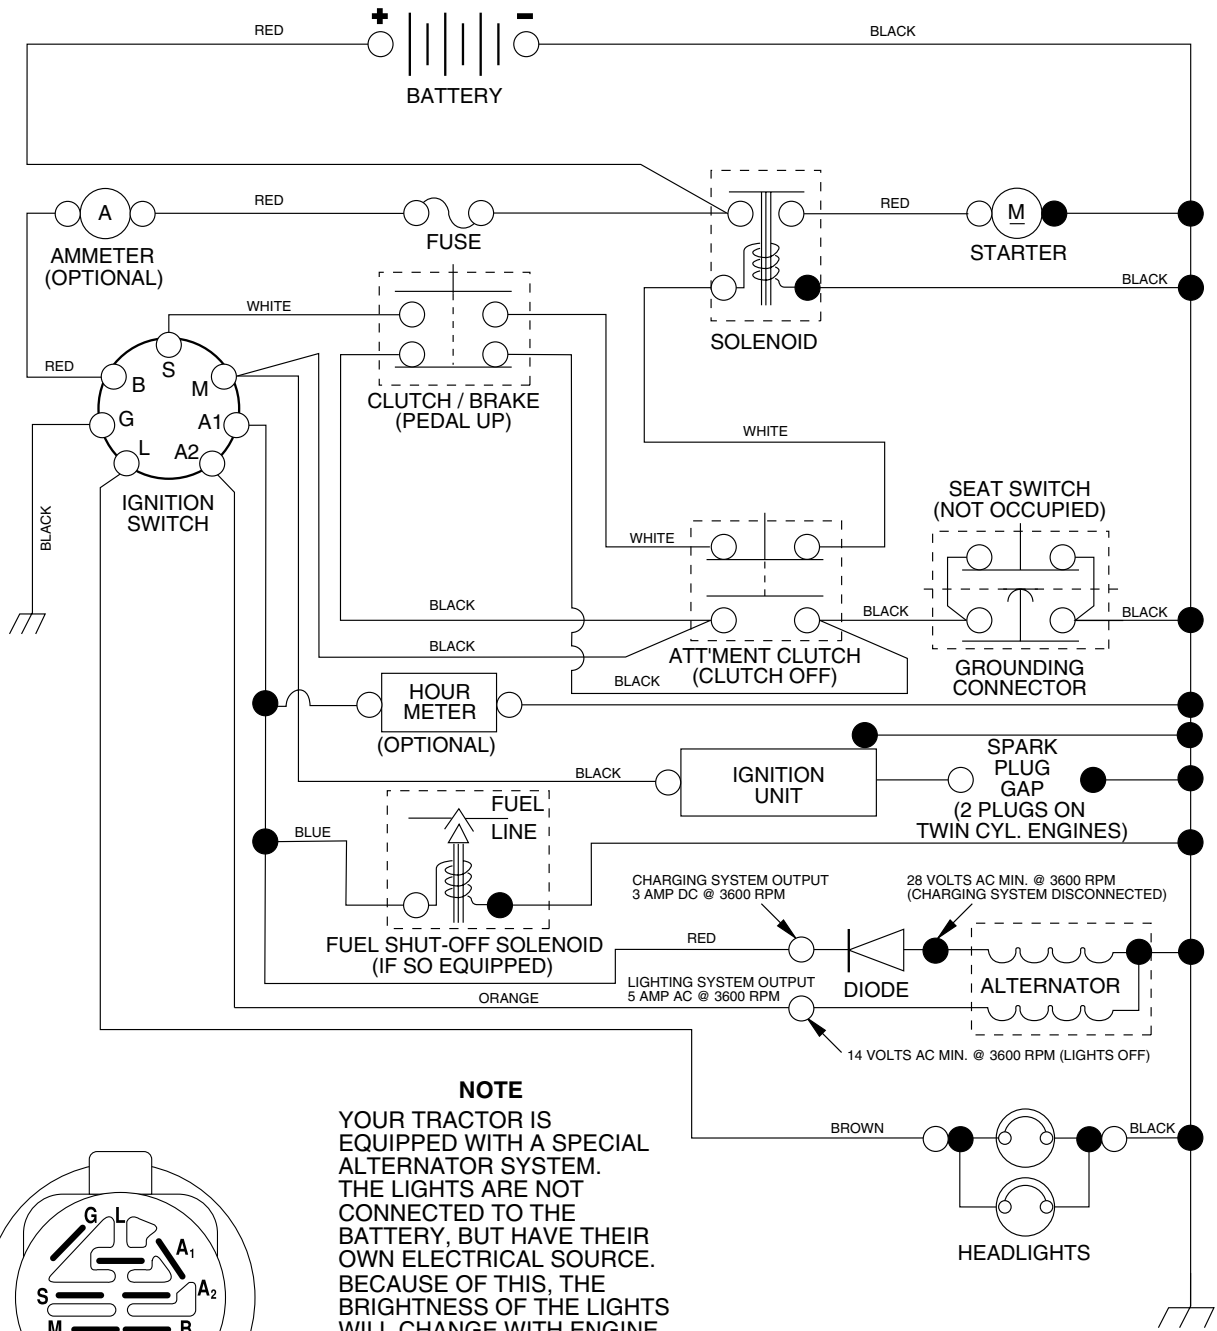 + -
RED
BLACK
BATTERY
A
RED
RED
M
AMMETER
(OPTIONAL)
FUSE
STARTER
BLACK
WHITE
SOLENOID
RED
S
B
M
G
A1
L
A2
CLUTCH / BRAKE
(PEDAL UP)
WHITE
IGNITION
SWITCH
BLACK
SEAT SWITCH
(NOT OCCUPIED)
WHITE
BLACK
BLACK
BLACK
BLACK
ATT'MENT CLUTCH
(CLUTCH OFF)
GROUNDING
CONNECTOR
BLACK
HOUR
METER
(OPTIONAL)
BLACK
IGNITION
UNIT
SPARK
PLUG
GAP
(2 PLUGS ON
TWIN CYL. ENGINES)
FUEL
LINE
BLUE
CHARGING SYSTEM OUTPUT
3 AMP DC @ 3600 RPM
28 VOLTS AC MIN. @ 3600 RPM
(CHARGING SYSTEM DISCONNECTED)
FUEL SHUT-OFF SOLENOID
(IF SO EQUIPPED)
RED
DIODE
ALTERNATOR
LIGHTING SYSTEM OUTPUT
5 AMP AC @ 3600 RPM
ORANGE
14 VOLTS AC MIN. @ 3600 RPM (LIGHTS OFF)
BROWN
BLACK
HEADLIGHTS
NOTE
YOUR TRACTOR IS
EQUIPPED WITH A SPECIAL
ALTERNATOR SYSTEM.
THE LIGHTS ARE NOT
CONNECTED TO THE
BATTERY, BUT HAVE THEIR
OWN ELECTRICAL SOURCE.
BECAUSE OF THIS, THE
BRIGHTNESS OF THE LIGHTS
WILL CHANGE WITH ENGINE
G L
A1
A2
S
M
B